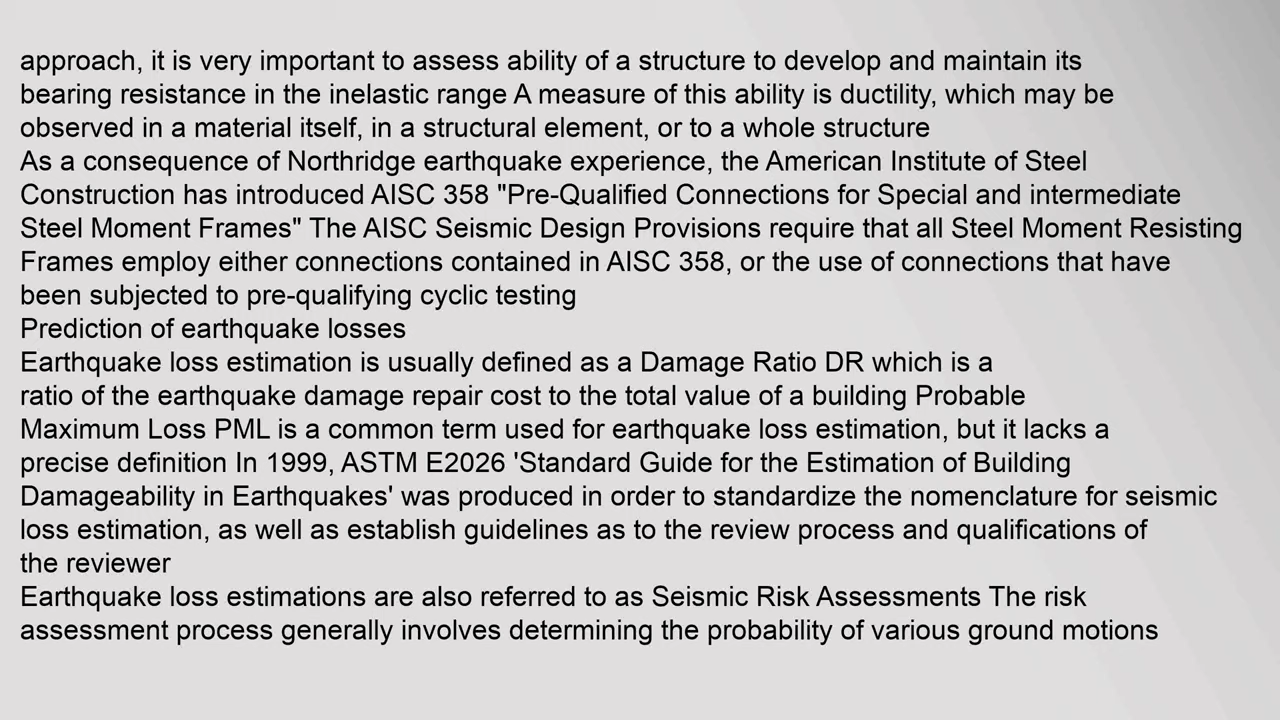 approach, it is very important to assess ability of a structure to develop and maintain its
bearing resistance in the inelastic range A measure of this ability is ductility, which may be
observed in a material itself, in a structural element, or to a whole structure
As a consequence of Northridge earthquake experience, the American Institute of Steel
Construction has introduced AISC 358 "Pre-Qualified Connections for Special and intermediate
Steel Moment Frames" The AISC Seismic Design Provisions require that all Steel Moment Resisting
Frames employ either connections contained in AISC 358, or the use of connections that have
been subjected to pre-qualifying cyclic testing
Prediction of earthquake losses
Earthquake loss estimation is usually defined as a Damage Ratio DR which is a
ratio of the earthquake damage repair cost to the total value of a building Probable
Maximum Loss PML is a common term used for earthquake loss estimation, but it lacks a
precise definition In 1999, ASTM E2026 'Standard Guide for the Estimation of Building
Damageability in Earthquakes' was produced in order to standardize the nomenclature for seismic
loss estimation, as well as establish guidelines as to the review process and qualifications of
the reviewer
Earthquake loss estimations are also referred to as Seismic Risk Assessments The risk
assessment process generally involves determining the probability of various ground motions